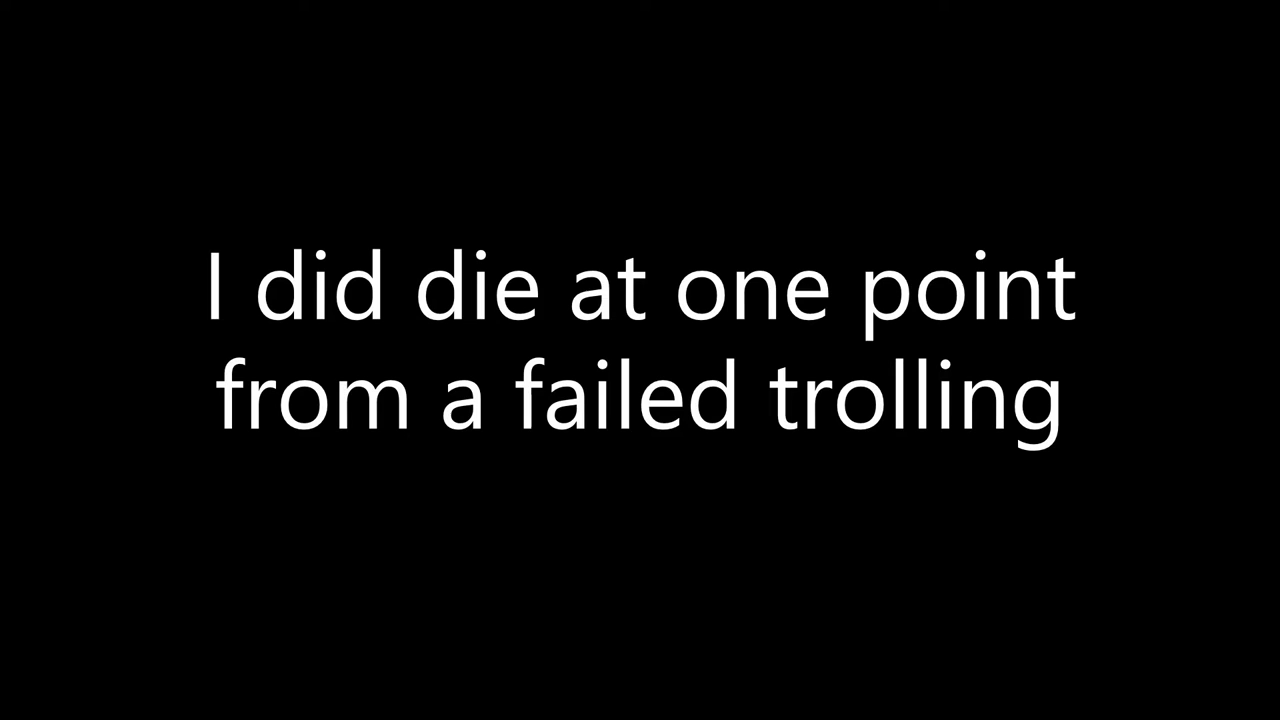 I did die at one point
from a failed trolling